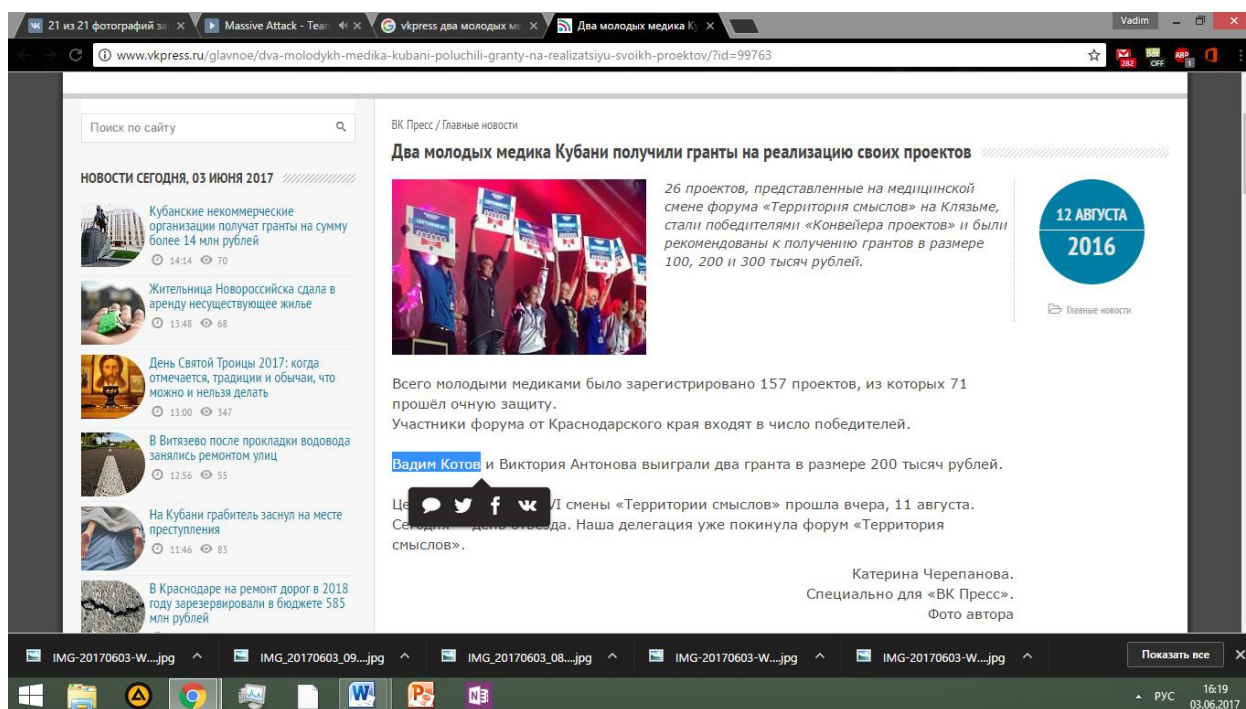 21 из 21 фотографий за
Massive Attack - Tear
vkpress два молодых ме
Два молодых медика Ку
Vadim
www.vkpress.ru/glavnoe/dva-molodykh-medika-kubani-poluchili-granty-na-realizatsiyu-svoikh-proektov/?id=99763
282
OFF
ABP
1
Поиск по сайту
НОВОСТИ СЕГОДНЯ, 03 ИЮНЯ 2017
Кубанские некоммерческие
организации получат гранты на сумму
более 14 млн рублей
14:14 70
Жительница Новороссийска сдала в
аренду несуществующее жилье
13:48 68
День Святой Троицы 2017: когда
отмечается, традиции и обычаи, что
можно и нельзя делать
13:00 347
В Витязево после прокладки водовода
занялись ремонтом улиц
12:56 55
На Кубани грабитель заснул на месте
преступления
11:46 83
В Краснодаре на ремонт дорог в 2018
году зарезервировали в бюджете 585
млн рублей
ВК Пресс / Главные новости
Два молодых медика Кубани получили гранты на реализацию своих проектов
26 проектов, представленные на медицинской
смене форума «Территория смыслов» на Клязьме,
стали победителями «Конвейера проектов» и были
рекомендованы к получению грантов в размере
100, 200 и 300 тысяч рублей.
12 АВГУСТА
2016
Главные новости
Всего молодыми медиками было зарегистрировано 157 проектов, из которых 71
прошёл очную защиту.
Участники форума от Краснодарского края входят в число победителей.
Вадим Котов и Виктория Антонова выиграли два гранта в размере 200 тысяч рублей.
VI смены «Территории смыслов» прошла вчера, 11 августа.
Сегодня – день отъезда. Наша делегация уже покинула форум «Территория
смыслов».
Катерина Черепанова.
Специально для «ВК Пресс».
Фото автора
IMG-20170603-W....jpg
IMG_20170603_09....jpg
IMG_20170603_08....jpg
IMG-20170603-W....jpg
IMG-20170603-W....jpg
Показать все
РУС
16:19
03.06.2017